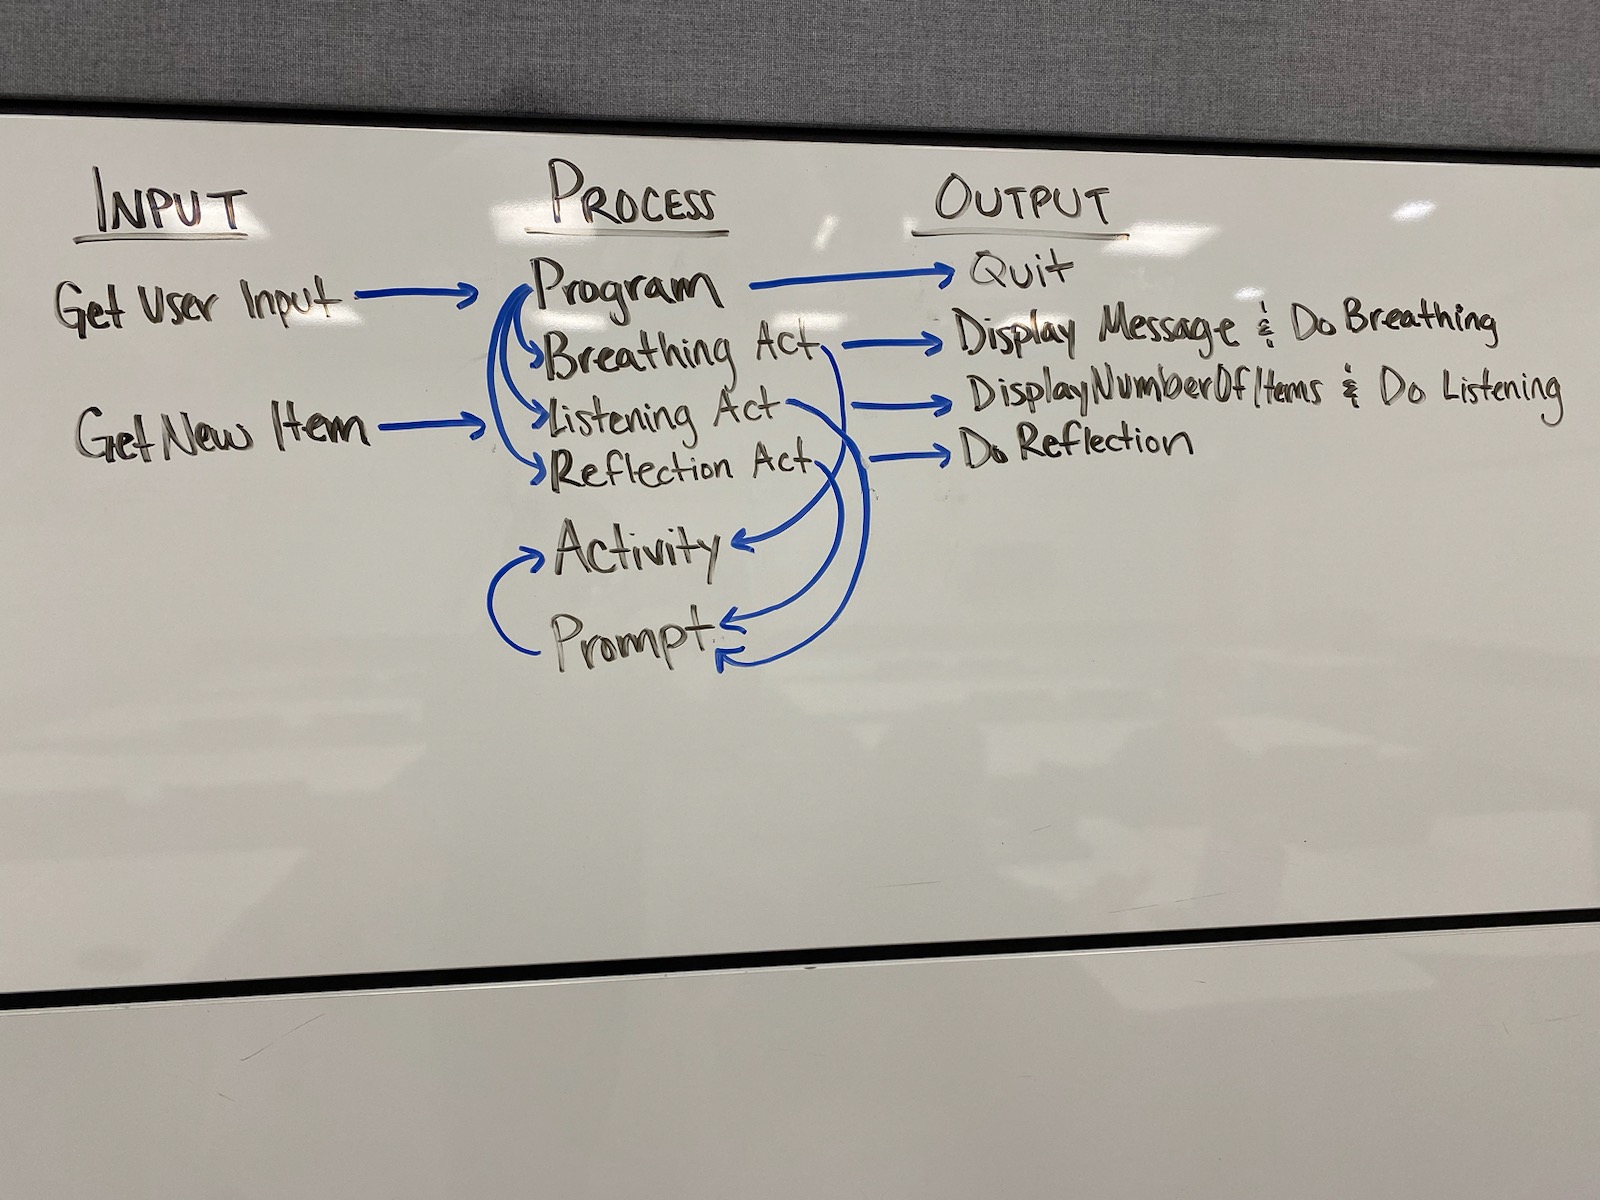 INPUT
Get User Input
Get New Item
PROCESS
Program
Breathing Act
Listening Act
Reflection Act
Activity
Prompt
OUTPUT
Quit
Display Message & Do Breathing
DisplayNumberOfItems & Do Listening
Do Reflection